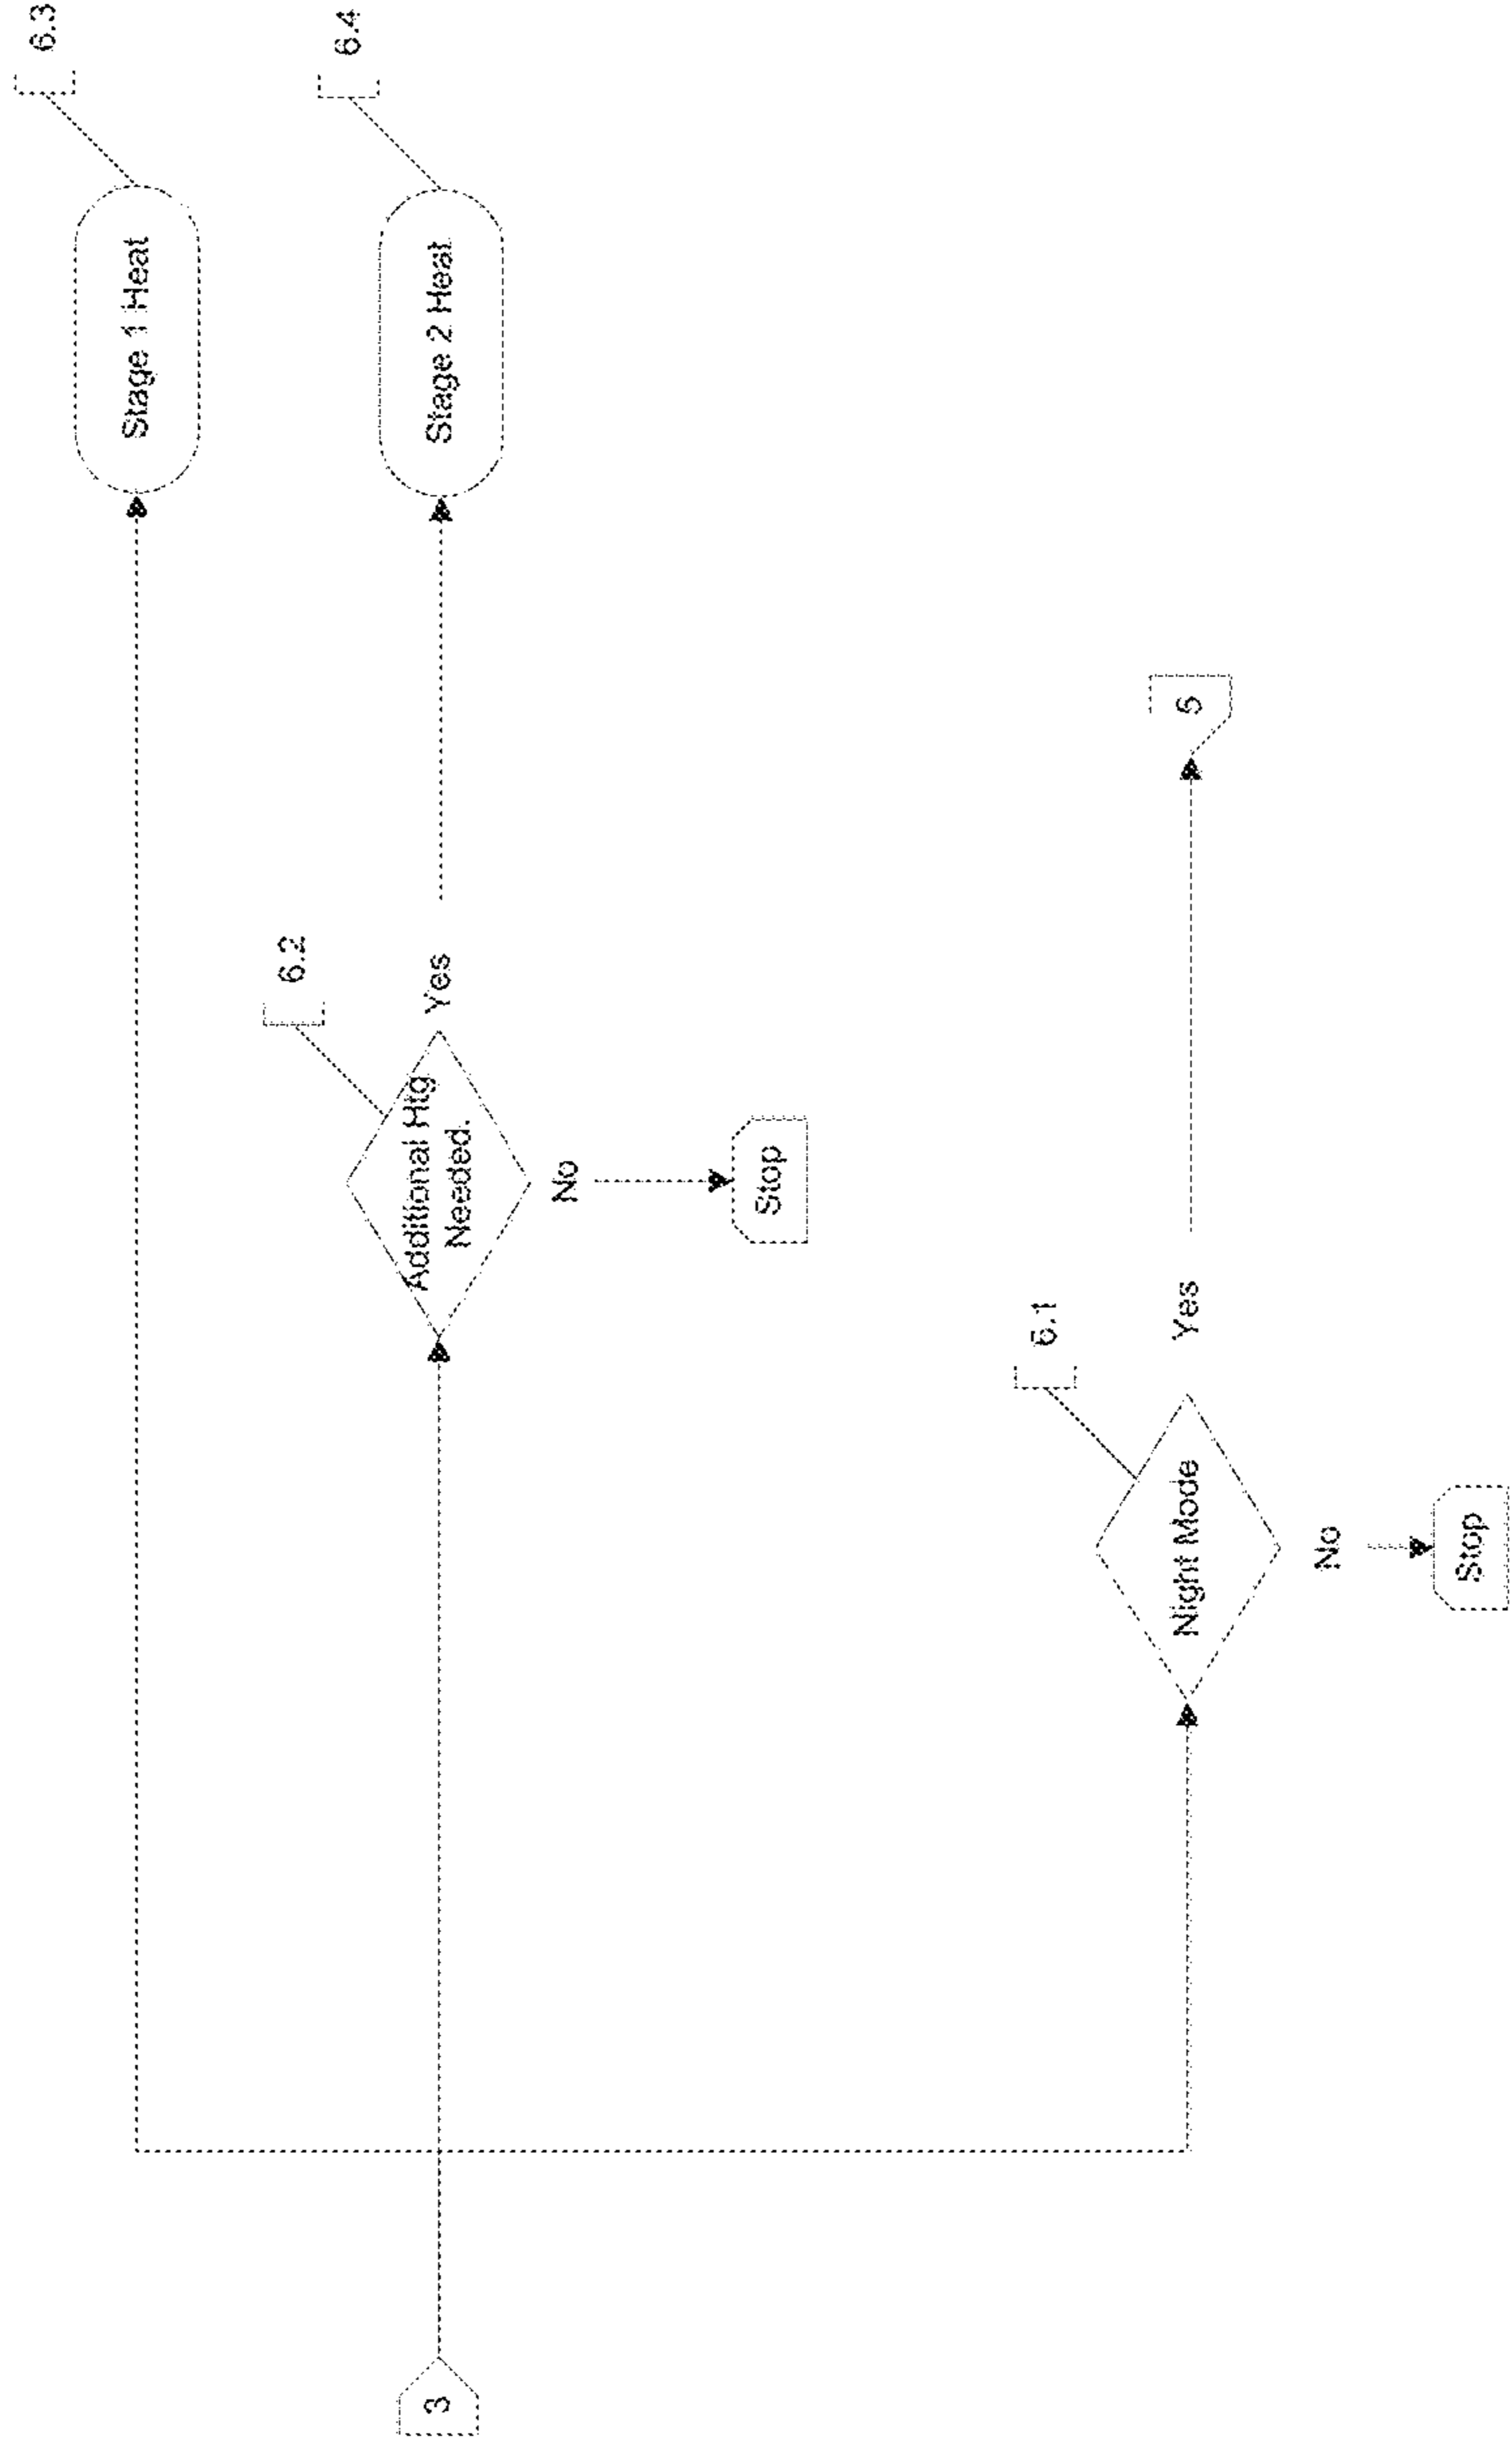 6.3
Stage 1 Heat
6.4
Stage 2 Heat
6.2
Additional Htg
Needed.
Yes
No
Stop
3
6.1
Night Mode
Yes
5
No
Stop